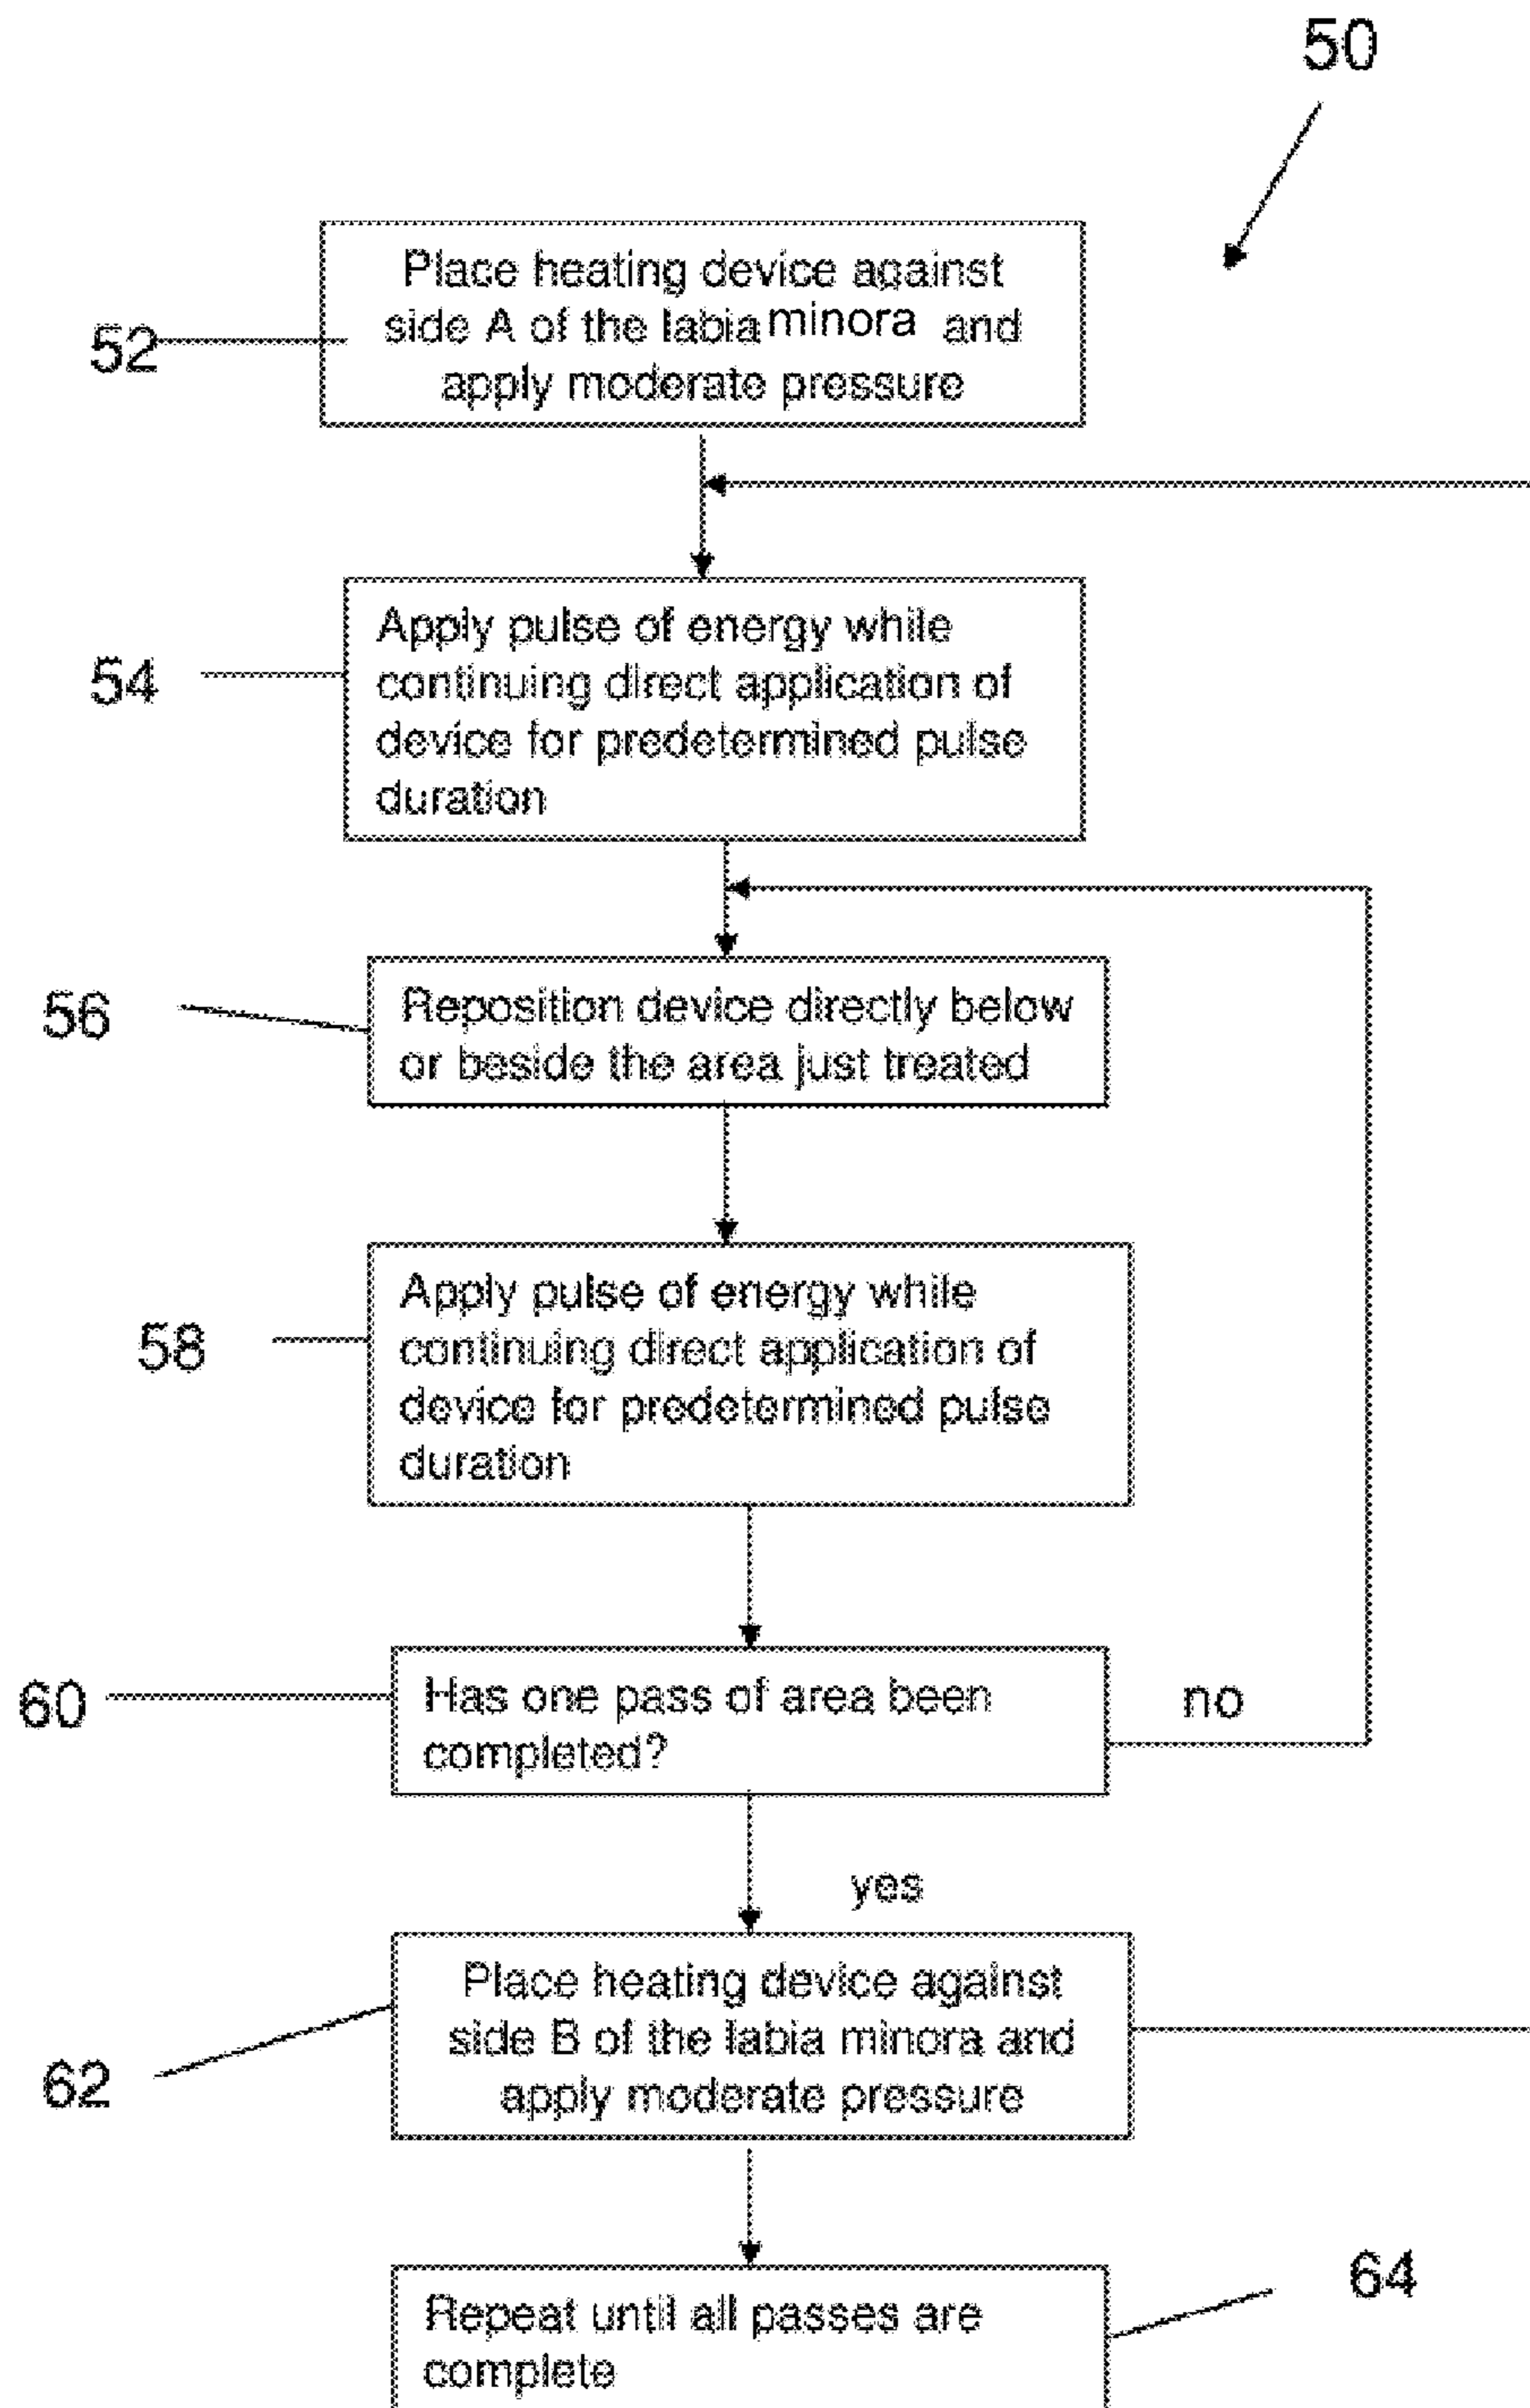 50
Place heating device against
52 side A of the labia minora and
apply moderate pressure
Apply pulse of energy while
54 continuing direct application of
device for predetermined pulse
duration
56 Reposition device directly below
or beside the area just treated
Apply pulse of energy while
58 continuing direct application of
device for predetermined pulse
duration
60 Has one pass of area been no
completed?
yes
Place heating device against
side B of the labia minora and
62 apply moderate pressure
64
Repeat until all passes are
complete